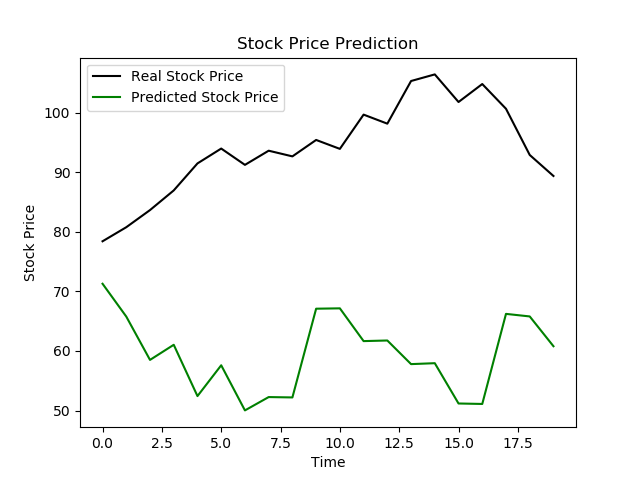 Stock Price Prediction
Real Stock Price
Predicted Stock Price
Stock Price
100
90
80
70
60
50
0.0 2.5 5.0 7.5 10.0 12.5 15.0 17.5
Time